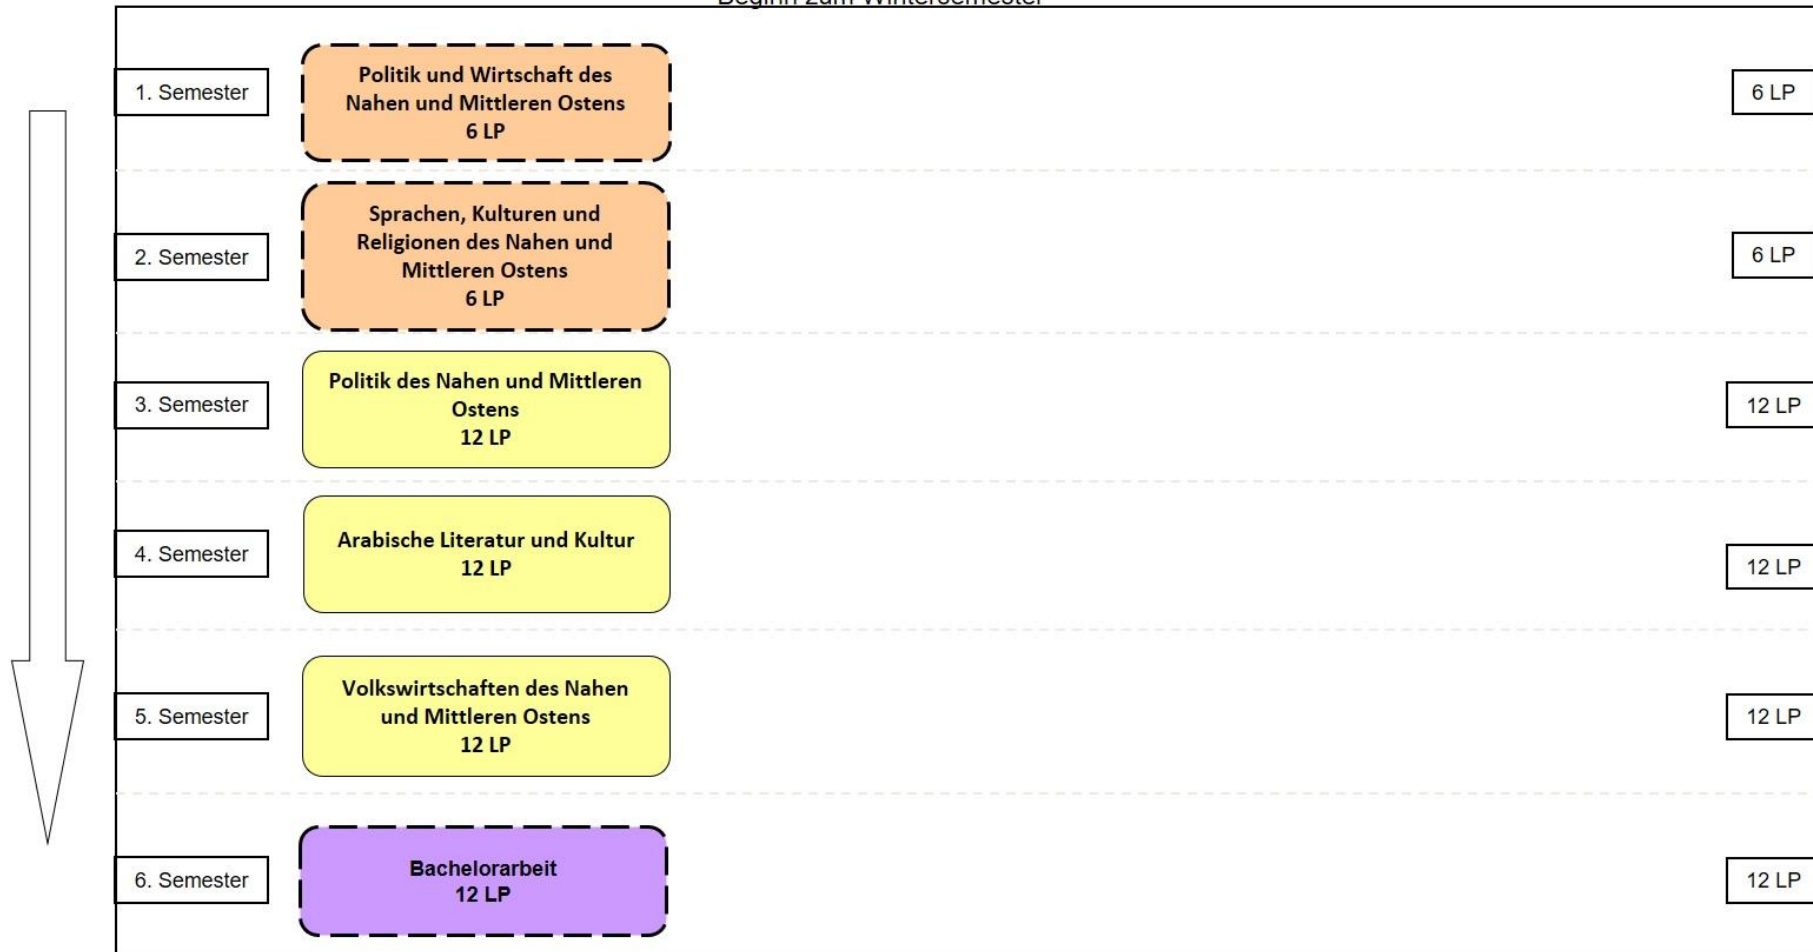 Beginn zum Wintersemester
1. Semester
Politik und Wirtschaft des
Nahen und Mittleren Ostens
6 LP
6 LP
2. Semester
Sprachen, Kulturen und
Religionen des Nahen und
Mittleren Ostens
6 LP
6 LP
3. Semester
Politik des Nahen und Mittleren
Ostens
12 LP
12 LP
4. Semester
Arabische Literatur und Kultur
12 LP
12 LP
5. Semester
Volkswirtschaften des Nahen
und Mittleren Ostens
12 LP
12 LP
6. Semester
Bachelorarbeit
12 LP
12 LP